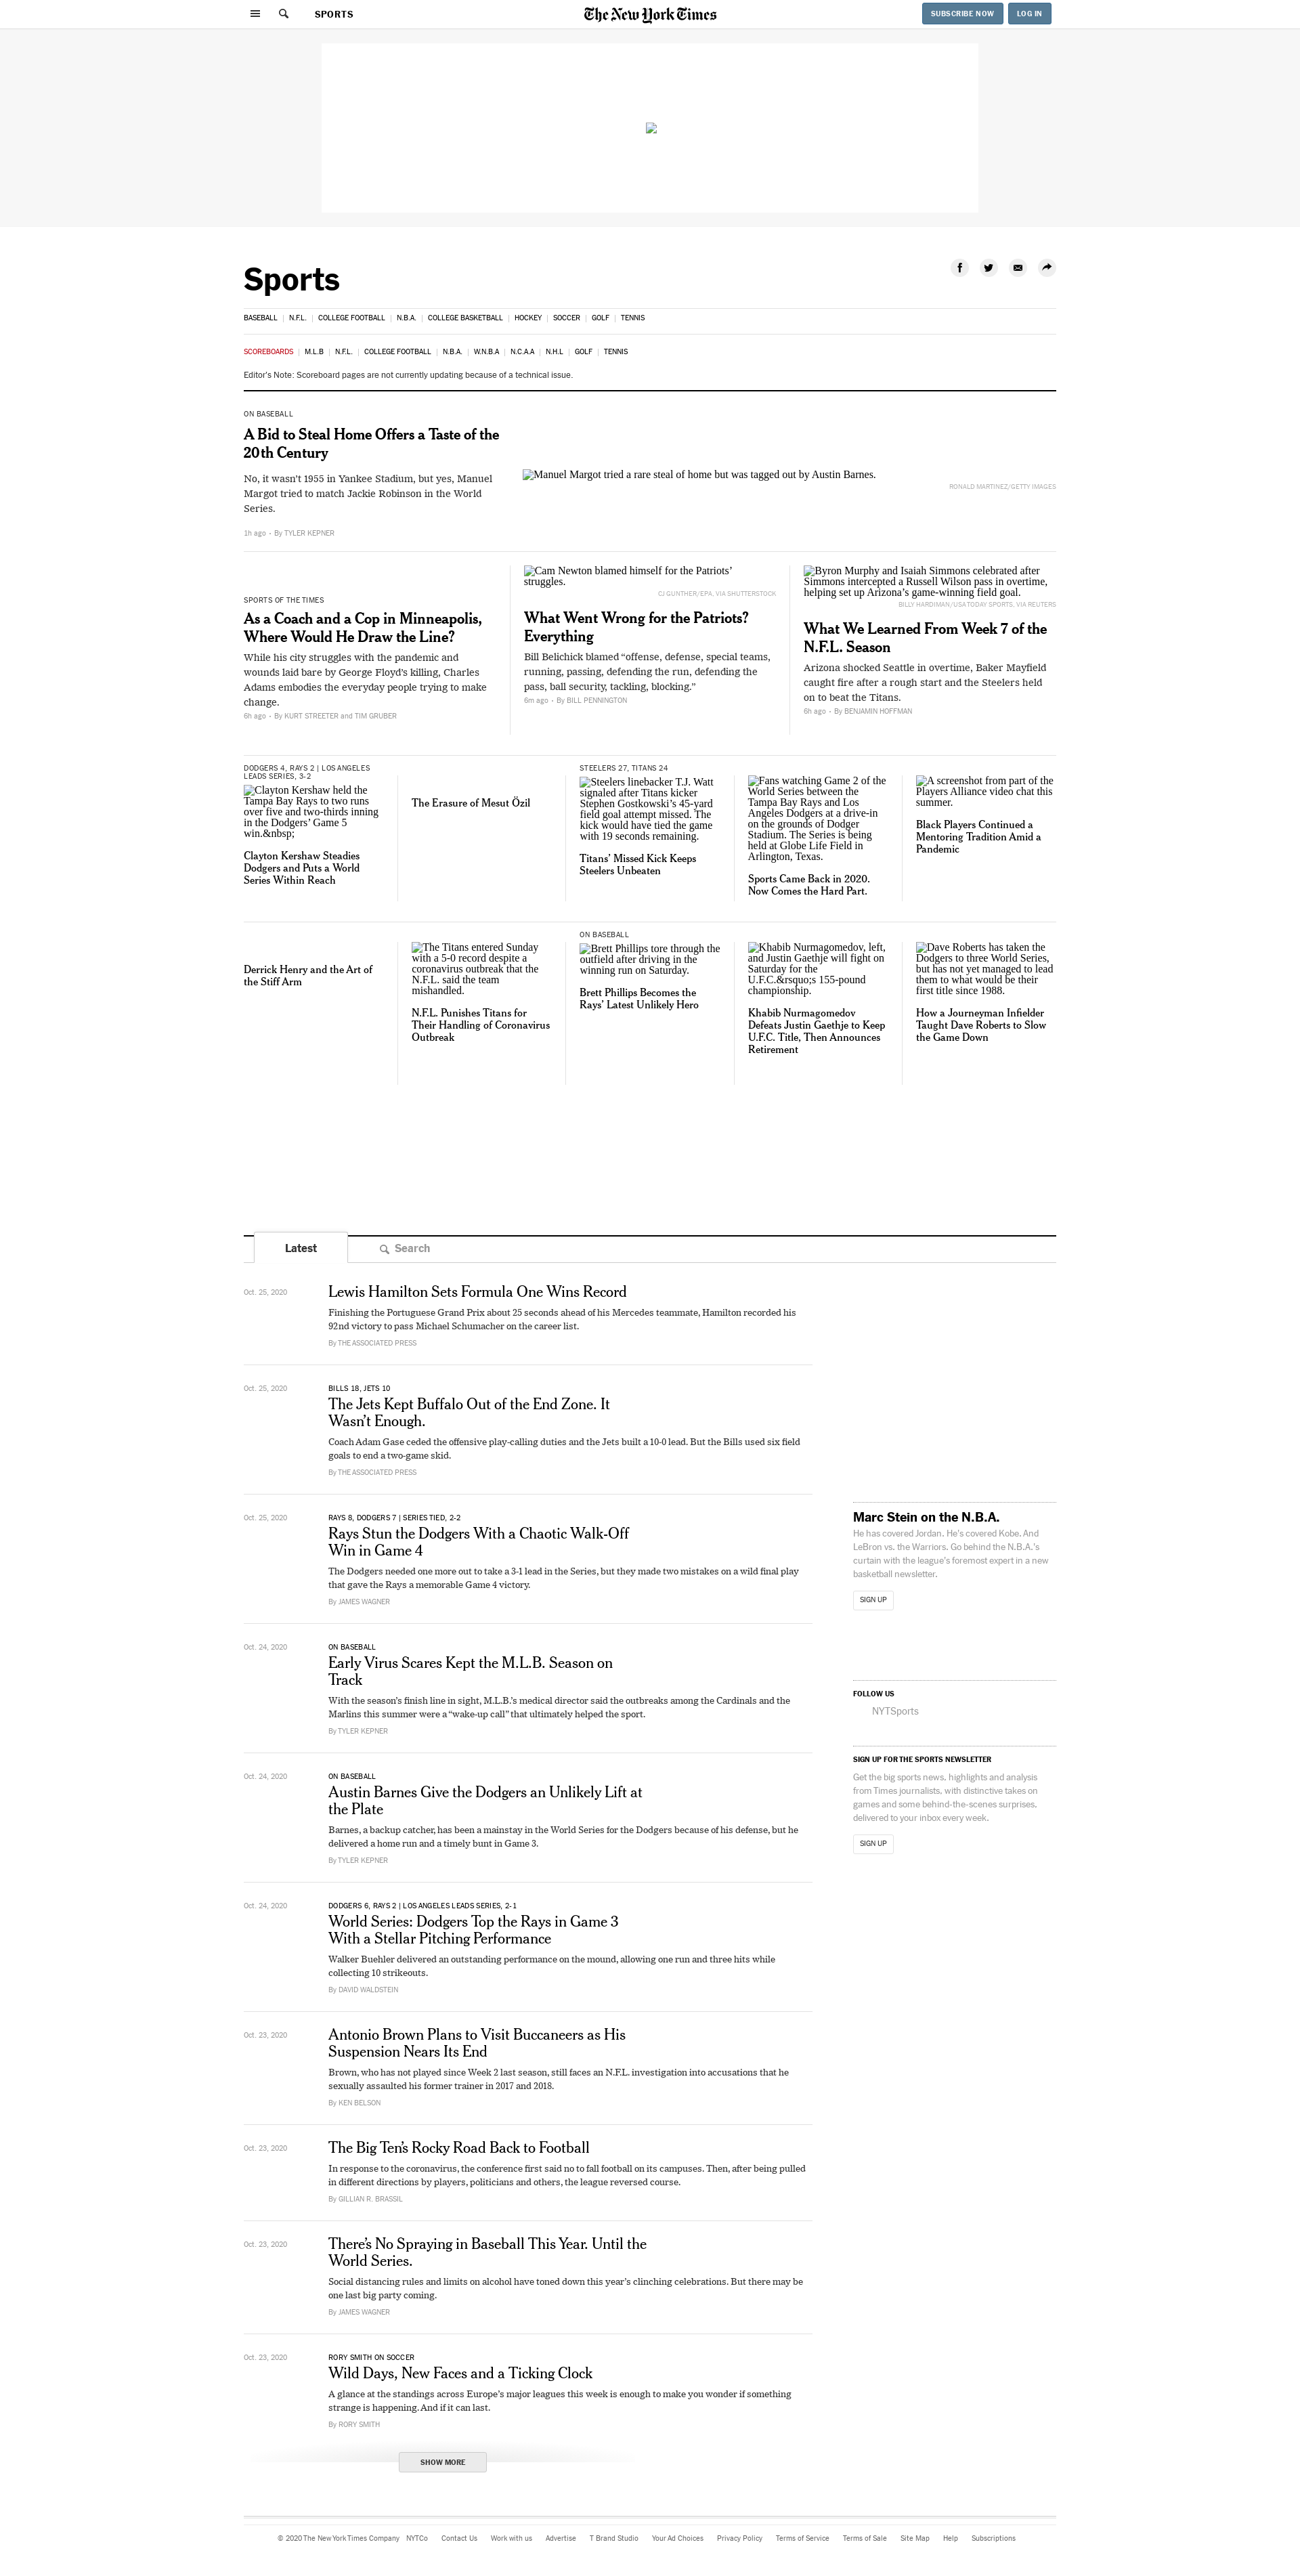 SPORTS
The New York Times
SUBSCRIBE NOW
LOG IN
Sports
BASEBALL | N.F.L. | COLLEGE FOOTBALL | N.B.A. | COLLEGE BASKETBALL | HOCKEY | SOCCER | GOLF | TENNIS
SCOREBOARDS | M.L.B | N.F.L. | COLLEGE FOOTBALL | N.B.A. | W.N.B.A | N.C.A.A | N.H.L | GOLF | TENNIS
Editor's Note: Scoreboard pages are not currently updating because of a technical issue.
ON BASEBALL
A Bid to Steal Home Offers a Taste of the
20th Century
No, it wasn't 1955 in Yankee Stadium, but yes, Manuel
Margot tried to match Jackie Robinson in the World
Series.
1h ago • By TYLER KEPNER
Manuel Margot tried a rare steal of home but was tagged out by Austin Barnes.
RONALD MARTINEZ/GETTY IMAGES
SPORTS OF THE TIMES
As a Coach and a Cop in Minneapolis,
Where Would He Draw the Line?
While his city struggles with the pandemic and
wounds laid bare by George Floyd's killing, Charles
Adams embodies the everyday people trying to make
change.
6h ago • By KURT STREETER and TIM GRUBER
Cam Newton blamed himself for the Patriots'
struggles.
CJ GUNTHER/EPA, VIA SHUTTERSTOCK
What Went Wrong for the Patriots?
Everything
Bill Belichick blamed “offense, defense, special teams,
running, passing, defending the run, defending the
pass, ball security, tackling, blocking.”
6m ago • By BILL PENNINGTON
Byron Murphy and Isaiah Simmons celebrated after
Simmons intercepted a Russell Wilson pass in overtime,
helping set up Arizona's game-winning field goal.
BILLY HARDIMAN/USA TODAY SPORTS, VIA REUTERS
What We Learned From Week 7 of the
N.F.L. Season
Arizona shocked Seattle in overtime, Baker Mayfield
caught fire after a rough start and the Steelers held
on to beat the Titans.
6h ago • By BENJAMIN HOFFMAN
DODGERS 4, RAYS 2 | LOS ANGELES
LEADS SERIES, 3-2
Clayton Kershaw held the
Tampa Bay Rays to two runs
over five and two-thirds inning
in the Dodgers' Game 5
win.&nbsp;
Clayton Kershaw Steadies
Dodgers and Puts a World
Series Within Reach
The Erasure of Mesut Özil
STEELERS 27, TITANS 24
Steelers linebacker T.J. Watt
signaled after Titans kicker
Stephen Gostkowski's 45-yard
field goal attempt missed. The
kick would have tied the game
with 19 seconds remaining.
Titans' Missed Kick Keeps
Steelers Unbeaten
Fans watching Game 2 of the
World Series between the
Tampa Bay Rays and Los
Angeles Dodgers at a drive-in
on the grounds of Dodger
Stadium. The Series is being
held at Globe Life Field in
Arlington, Texas.
Sports Came Back in 2020.
Now Comes the Hard Part.
A screenshot from part of the
Players Alliance video chat this
summer.
Black Players Continued a
Mentoring Tradition Amid a
Pandemic
Derrick Henry and the Art of
the Stiff Arm
The Titans entered Sunday
with a 5-0 record despite a
coronavirus outbreak that the
N.F.L. said the team
mishandled.
N.F.L. Punishes Titans for
Their Handling of Coronavirus
Outbreak
ON BASEBALL
Brett Phillips tore through the
outfield after driving in the
winning run on Saturday.
Brett Phillips Becomes the
Rays' Latest Unlikely Hero
Khabib Nurmagomedov, left,
and Justin Gaethje will fight on
Saturday for the
U.F.C.&rsquo;s 155-pound
championship.
Khabib Nurmagomedov
Defeats Justin Gaethje to Keep
U.F.C. Title, Then Announces
Retirement
Dave Roberts has taken the
Dodgers to three World Series,
but has not yet managed to lead
them to what would be their
first title since 1988.
How a Journeyman Infielder
Taught Dave Roberts to Slow
the Game Down
Latest
Search
Oct. 25, 2020
Lewis Hamilton Sets Formula One Wins Record
Finishing the Portuguese Grand Prix about 25 seconds ahead of his Mercedes teammate, Hamilton recorded his
92nd victory to pass Michael Schumacher on the career list.
By THE ASSOCIATED PRESS
Oct. 25, 2020
BILLS 18, JETS 10
The Jets Kept Buffalo Out of the End Zone. It
Wasn't Enough.
Coach Adam Gase ceded the offensive play-calling duties and the Jets built a 10-0 lead. But the Bills used six field
goals to end a two-game skid.
By THE ASSOCIATED PRESS
Oct. 25, 2020
RAYS 8, DODGERS 7 | SERIES TIED, 2-2
Rays Stun the Dodgers With a Chaotic Walk-Off
Win in Game 4
The Dodgers needed one more out to take a 3-1 lead in the Series, but they made two mistakes on a wild final play
that gave the Rays a memorable Game 4 victory.
By JAMES WAGNER
Oct. 24, 2020
ON BASEBALL
Early Virus Scares Kept the M.L.B. Season on
Track
With the season's finish line in sight, M.L.B.'s medical director said the outbreaks among the Cardinals and the
Marlins this summer were a “wake-up call” that ultimately helped the sport.
By TYLER KEPNER
Oct. 24, 2020
ON BASEBALL
Austin Barnes Give the Dodgers an Unlikely Lift at
the Plate
Barnes, a backup catcher, has been a mainstay in the World Series for the Dodgers because of his defense, but he
delivered a home run and a timely bunt in Game 3.
By TYLER KEPNER
Oct. 24, 2020
DODGERS 6, RAYS 2 | LOS ANGELES LEADS SERIES, 2-1
World Series: Dodgers Top the Rays in Game 3
With a Stellar Pitching Performance
Walker Buehler delivered an outstanding performance on the mound, allowing one run and three hits while
collecting 10 strikeouts.
By DAVID WALDSTEIN
Oct. 23, 2020
Antonio Brown Plans to Visit Buccaneers as His
Suspension Nears Its End
Brown, who has not played since Week 2 last season, still faces an N.F.L. investigation into accusations that he
sexually assaulted his former trainer in 2017 and 2018.
By KEN BELSON
Oct. 23, 2020
The Big Ten's Rocky Road Back to Football
In response to the coronavirus, the conference first said no to fall football on its campuses. Then, after being pulled
in different directions by players, politicians and others, the league reversed course.
By GILLIAN R. BRASSIL
Oct. 23, 2020
There's No Spraying in Baseball This Year. Until the
World Series.
Social distancing rules and limits on alcohol have toned down this year's clinching celebrations. But there may be
one last big party coming.
By JAMES WAGNER
Oct. 23, 2020
RORY SMITH ON SOCCER
Wild Days, New Faces and a Ticking Clock
A glance at the standings across Europe's major leagues this week is enough to make you wonder if something
strange is happening. And if it can last.
By RORY SMITH
SHOW MORE
Marc Stein on the N.B.A.
He has covered Jordan. He's covered Kobe. And
LeBron vs. the Warriors. Go behind the N.B.A.'s
curtain with the league's foremost expert in a new
basketball newsletter.
SIGN UP
FOLLOW US
NYTSports
SIGN UP FOR THE SPORTS NEWSLETTER
Get the big sports news, highlights and analysis
from Times journalists, with distinctive takes on
games and some behind-the-scenes surprises,
delivered to your inbox every week.
SIGN UP
© 2020 The New York Times Company NYTCo Contact Us Work with us Advertise T Brand Studio Your Ad Choices Privacy Policy Terms of Service Terms of Sale Site Map Help Subscriptions